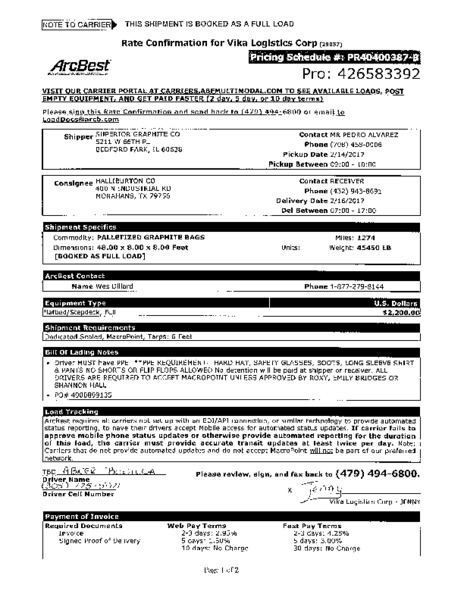 NOTE TO CARRIER THIS SHIPMENT IS BOOKED AS A FULL LOAD
Rate Confirmation for Vika Logistics Corp
ArcBest
Pricing Schedule #: PR40400387-B
Pro: 426583392
VISIT OUR CARRIER PORTAL AT CARRIERS.ABFMULTIMODAL.COM TO SEE AVAILABLE LOADS, POST
EMPTY EQUIPMENT, AND GET PAID FASTER (2 day, 5 day, or 10 day terms)
Please sign this Rate Confirmation and send back to (479) 494-6800 or email to
LoadDocs@arcb.com
Shipper SUPERIOR GRAPHITE CO
5211 W 65TH PL
BEDFORD PARK, IL 60638
Contact MR PEDRO ALVAREZ
Phone (708) 458-0006
Pickup Date 2/14/2017
Pickup Between 09:00 - 10:00
Consignee HALLIBURTON CO
400 N INDUSTRIAL RD
MONAHANS, TX 79756
Contact RECEIVER
Phone (432) 943-8691
Delivery Date 2/16/2017
Del Between 07:00 - 17:00
Shipment Specifics
Commodity: PALLETIZED GRAPHITE BAGS
Dimensions: 48.00 x 8.00 x 8.00 Feet
[BOOKED AS FULL LOAD]
Units:
Miles: 1274
Weight: 45450 LB
ArcBest Contact
Name Wes Dillard
Phone 1-877-279-8144
Equipment Type U.S. Dollars
Flatbed/Stepdeck, Full $2,200.00
Shipment Requirements
Dedicated Sealed, MacroPoint, Tarps: 6 Feet
Bill Of Lading Notes
• Driver MUST have PPE **PPE REQUIREMENT- HARD HAT, SAFETY GLASSES, BOOTS, LONG SLEEVE SHIRT
& PANTS NO SHORTS OR FLIP FLOPS ALLOWED No detention will be paid at shipper or receiver. ALL
DRIVERS ARE REQUIRED TO ACCEPT MACROPOINT UNLESS APPROVED BY ROXY, EMILY BRIDGES OR
SHANNON HALL
• PO# 4900899135
Load Tracking
ArcBest requires all carriers not set up with an EDI/API connection, or similar technology to provide automated
status reporting, to have their drivers accept Mobile access for automated status updates. If carrier fails to
approve mobile phone status updates or otherwise provide automated reporting for the duration
of this load, the carrier must provide accurate transit updates at least twice per day. Note:
Carriers that do not provide automated updates and do not accept MacroPoint will not be part of our preferred
network.
Driver Name
Driver Cell Number
Please review, sign, and fax back to (479) 494-6800.
X Jenny
Vika Logistics Corp - JENNY
Payment of Invoice
Required Documents
Invoice
Signed Proof of Delivery
Web Pay Terms
2-3 days: 2.95%
5 days: 1.50%
10 days: No Charge
Fast Pay Terms
2-3 days: 4.25%
5 days: 3.00%
30 days: No Charge
Page 1 of 2